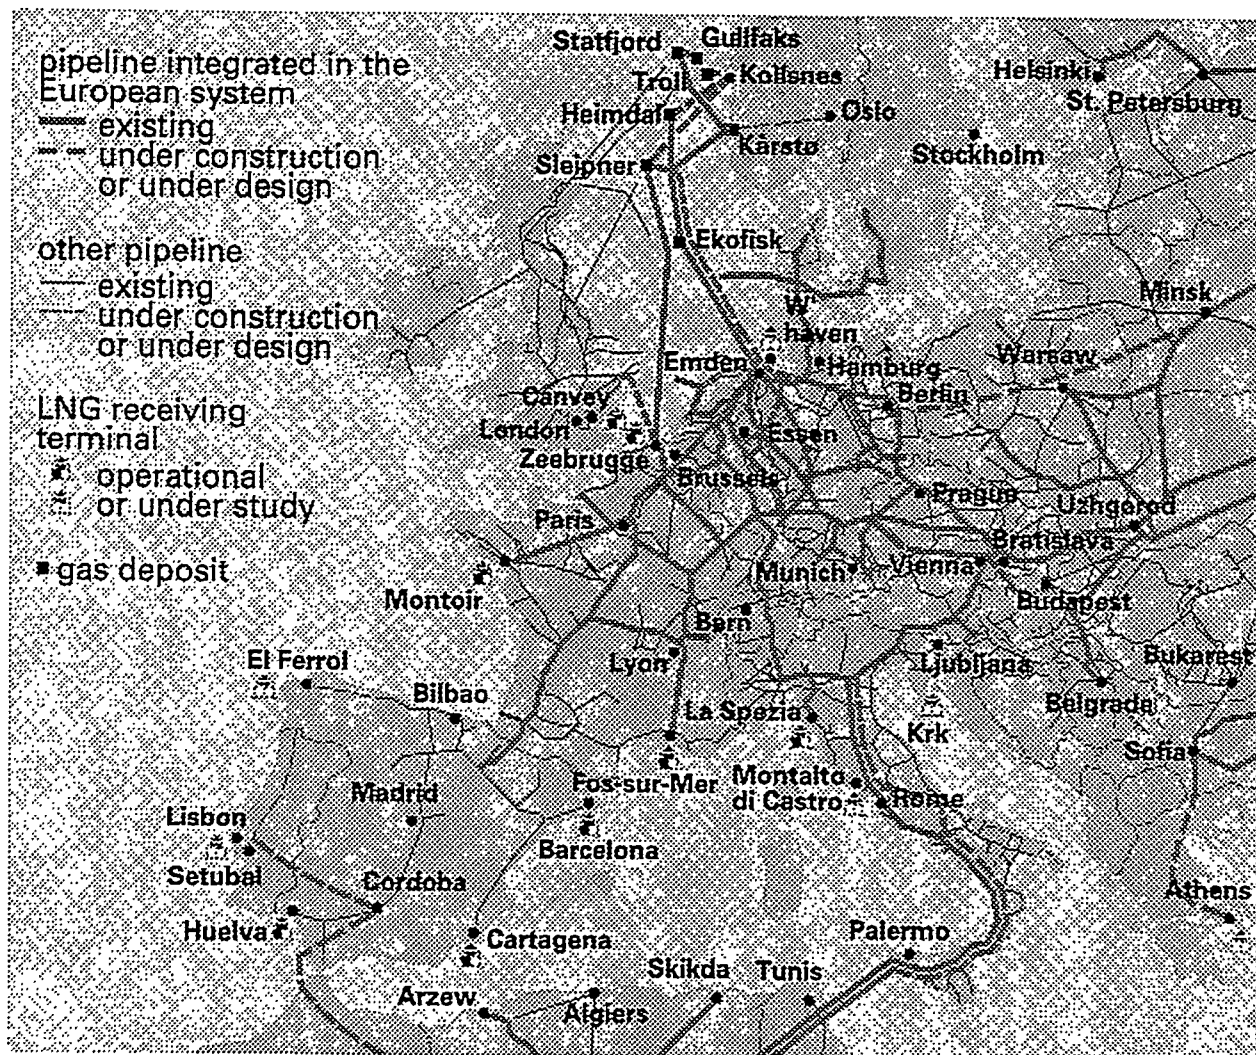 pipeline integrated in the
European system
existing
under construction
or under design
other pipeline
existing
under construction
or under design
LNG receiving
terminal
operational
or under study
gas deposit
Statfjord
Gullfaks
Troll
Kollsnes
Heimdal
Oslo
Kårstø
Sleipner
Stockholm
Helsinki
St. Petersburg
Ekofisk
Minsk
W'
haven
Emden
Hamburg
Warsaw
Berlin
Canvey
London
Essen
Zeebrugge
Brussels
Prague
Uzhgorod
Paris
Bratislava
Munich
Vienna
Montoir
Budapest
Bern
Lyon
Ljubljana
Bukarest
El Ferrol
Bilbao
La Spezia
Belgrade
Krk
Sofia
Fos-sur-Mer
Montalto
di Castro
Rome
Madrid
Lisbon
Barcelona
Setubal
Cordoba
Athens
Huelva
Cartagena
Palermo
Skikda
Tunis
Arzew
Algiers